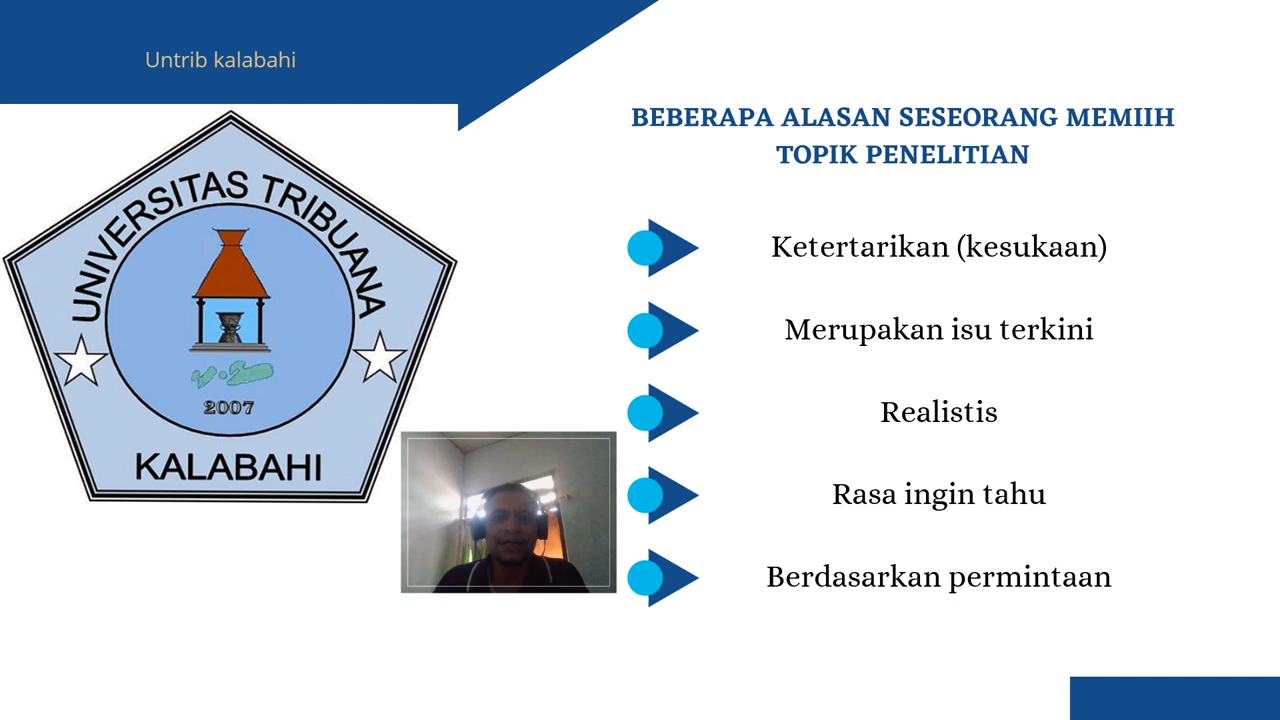 Untrib kalabahi
UNIVERSITAS TRIBUANA
2007
KALABAHI
BEBERAPA ALASAN SESEORANG MEMIIH
TOPIK PENELITIAN
Ketertarikan (kesukaan)
Merupakan isu terkini
Realistis
Rasa ingin tahu
Berdasarkan permintaan